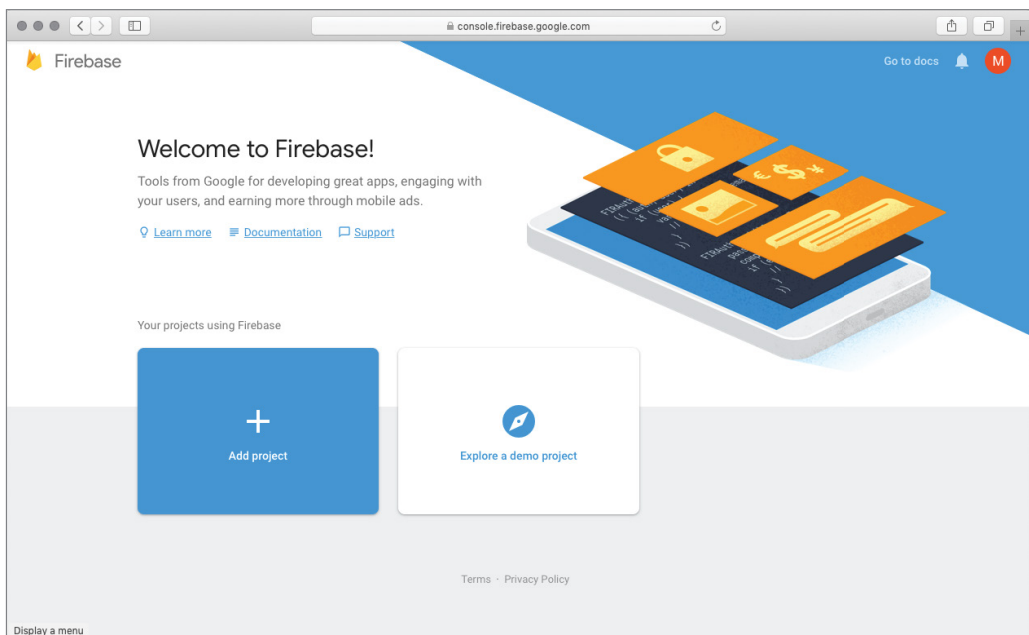 console.firebase.google.com
Firebase
Go to docs
M
Welcome to Firebase!
Tools from Google for developing great apps, engaging with
your users, and earning more through mobile ads.
Learn more Documentation Support
Your projects using Firebase
Add project
Explore a demo project
Terms · Privacy Policy
Display a menu